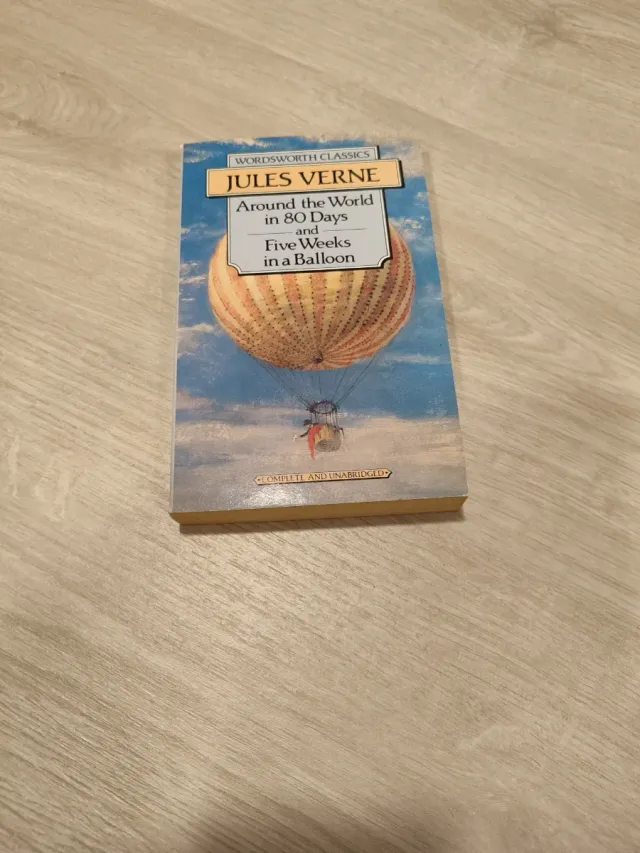 WORDSWORTH CLASSICS
JULES VERNE
Around the World
in 80 Days
and
Five Weeks
in a Balloon
COMPLETE AND UNABRIDGED